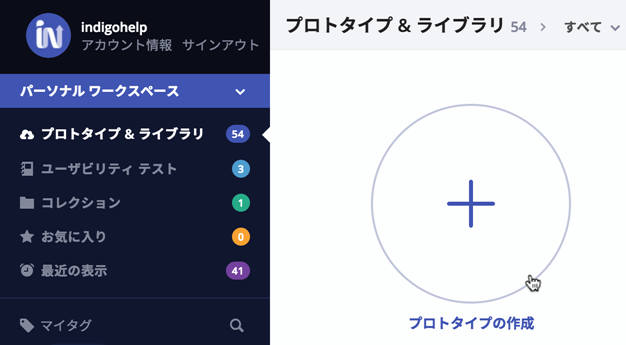 in
indigohelp
アカウント情報 サインアウト
パーソナル ワークスペース
プロトタイプ & ライブラリ 54
ユーザビリティ テスト 3
コレクション 1
お気に入り 0
最近の表示 41
マイタグ
プロトタイプ & ライブラリ 54 すべて
プロトタイプの作成